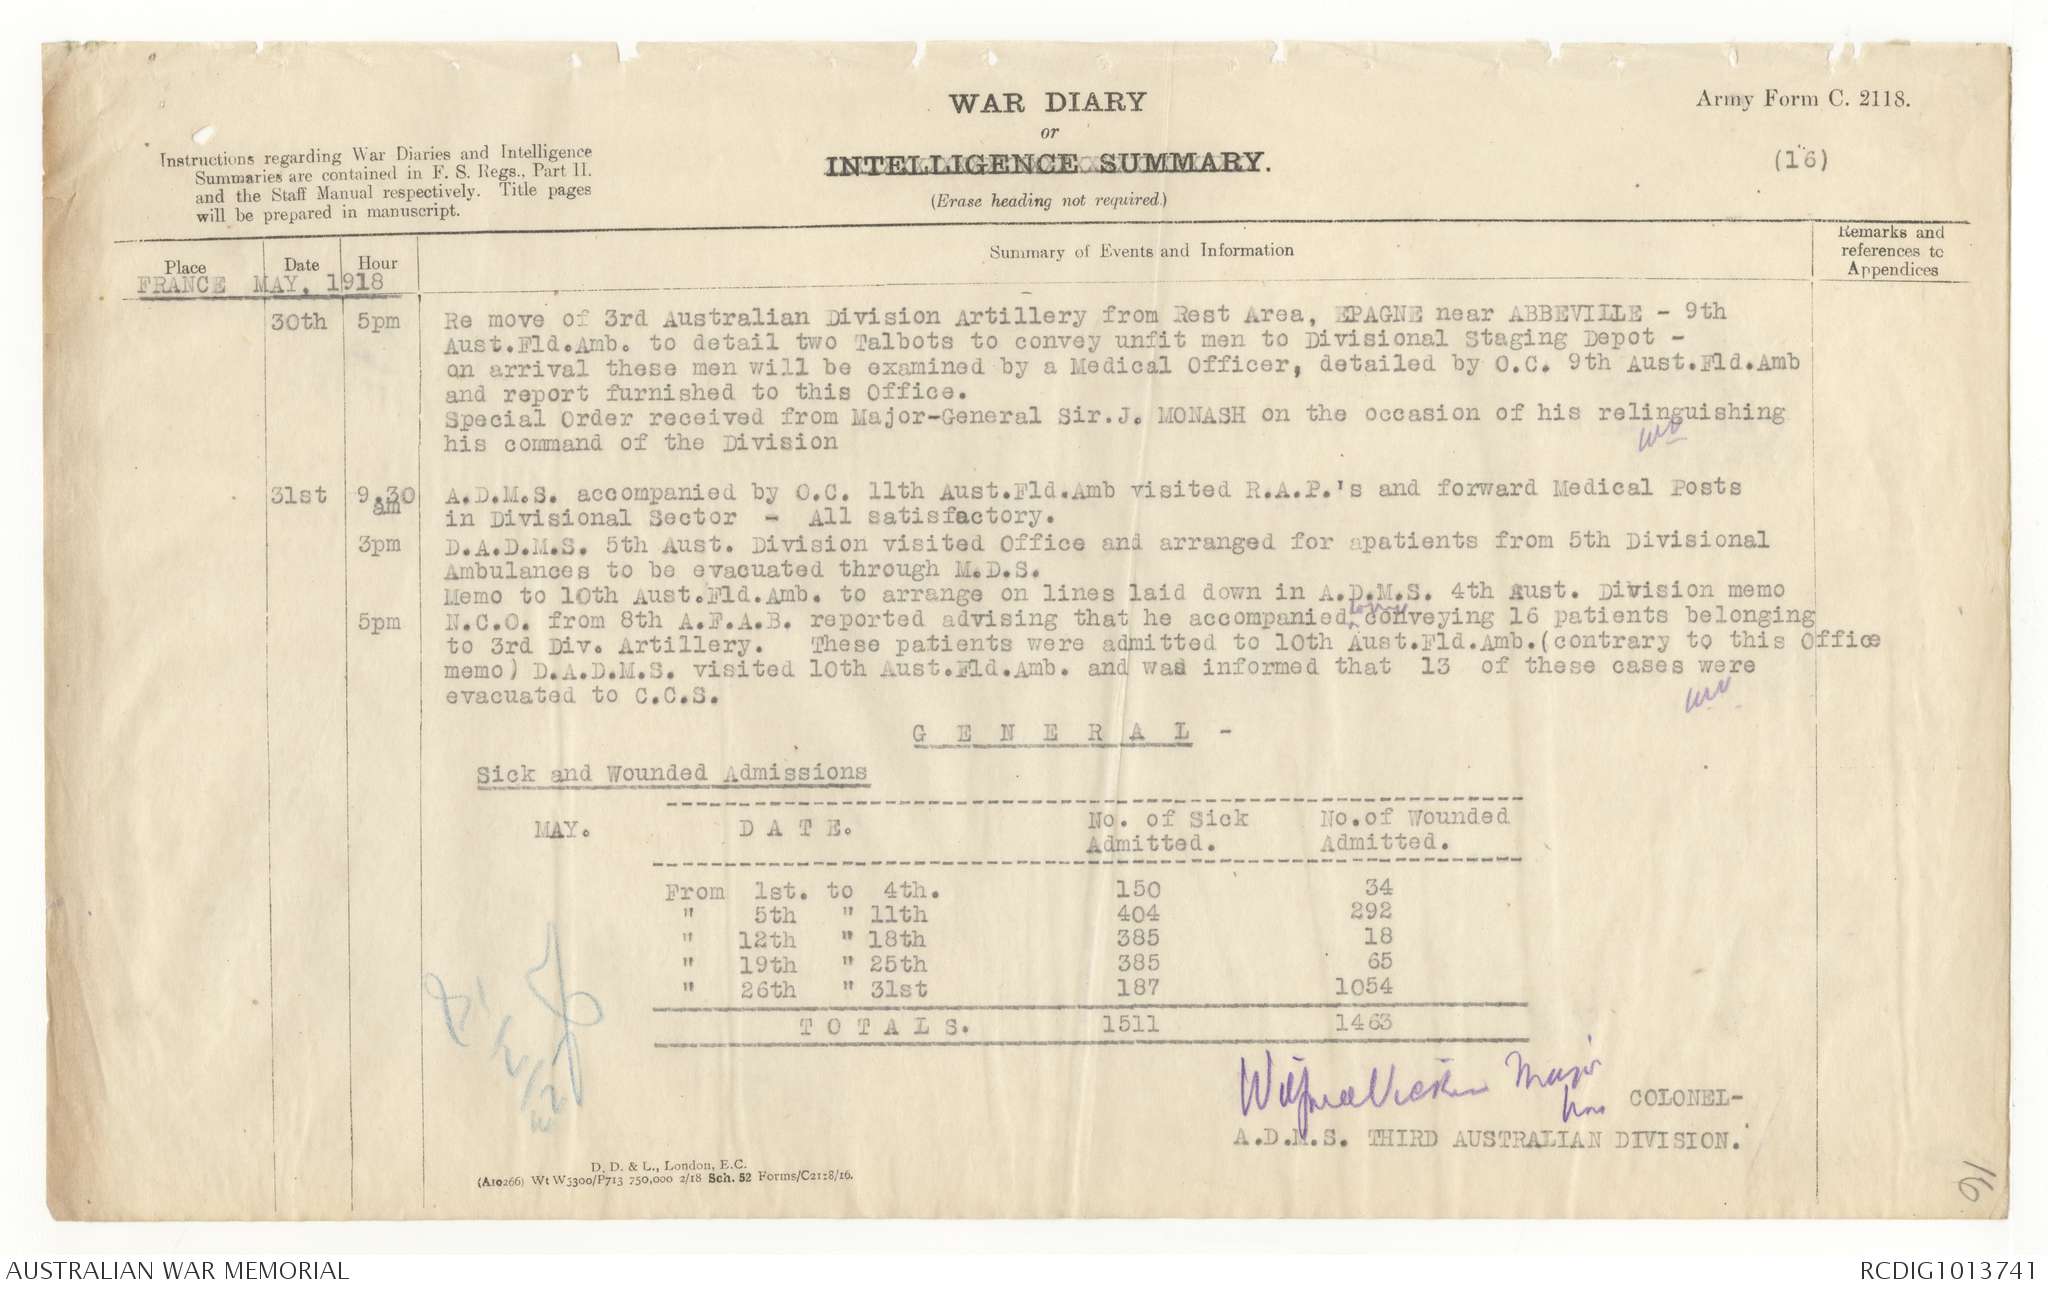 WAR DIARY
or
INTELLIGENCE SUMMARY.
(Erase heading not required.)
Army Form C. 2118.
(16)
Instructions regarding War Diaries and Intelligence
Summaries are contained in F. S. Regs., Part II.
and the Staff Manual respectively. Title pages
will be prepared in manuscript.
Place Date Hour Summary of Events and Information Remarks and
references to
Appendices
FRANCE MAY, 1918
30th 5pm Re move of 3rd Australian Division Artillery from Rest Area, EPAGNE near ABBEVILLE - 9th
Aust.Fld.Amb. to detail two Talbots to convey unfit men to Divisional Staging Depot -
on arrival these men will be examined by a Medical Officer, detailed by O.C. 9th Aust.Fld.Amb
and report furnished to this Office.
Special Order received from Major-General Sir.J. MONASH on the occasion of his relinguishing
his command of the Division
31st 9.30 A.D.M.S. accompanied by O.C. 11th Aust.Fld.Amb visited R.A.P.'s and forward Medical Posts
am in Divisional Sector - All satisfactory.
3pm D.A.D.M.S. 5th Aust. Division visited Office and arranged for apatients from 5th Divisional
Ambulances to be evacuated through M.D.S.
Memo to 10th Aust.Fld.Amb. to arrange on lines laid down in A.D.M.S. 4th Aust. Division memo
5pm N.C.O. from 8th A.F.A.B. reported advising that he accompanied conveying 16 patients belonging
to 3rd Div. Artillery. These patients were admitted to 10th Aust.Fld.Amb.(contrary to this Office
memo) D.A.D.M.S. visited 10th Aust.Fld.Amb. and was informed that 13 of these cases were
evacuated to C.C.S.
G E N E R A L -
Sick and Wounded Admissions
MAY. D A T E. No. of Sick No.of Wounded
Admitted. Admitted.
From 1st. to 4th. 150 34
" 5th " 11th 404 292
" 12th " 18th 385 18
" 19th " 25th 385 65
" 26th " 31st 187 1054
T O T A L S. 1511 1463
Major
COLONEL-
A.D.M.S. THIRD AUSTRALIAN DIVISION.
D. D. & L., London, E.C.
(A10266) Wt W5300/P713 750,000 2/18 Sch. 52 Forms/C2118/16.
16
AUSTRALIAN WAR MEMORIAL
RCDIG1013741